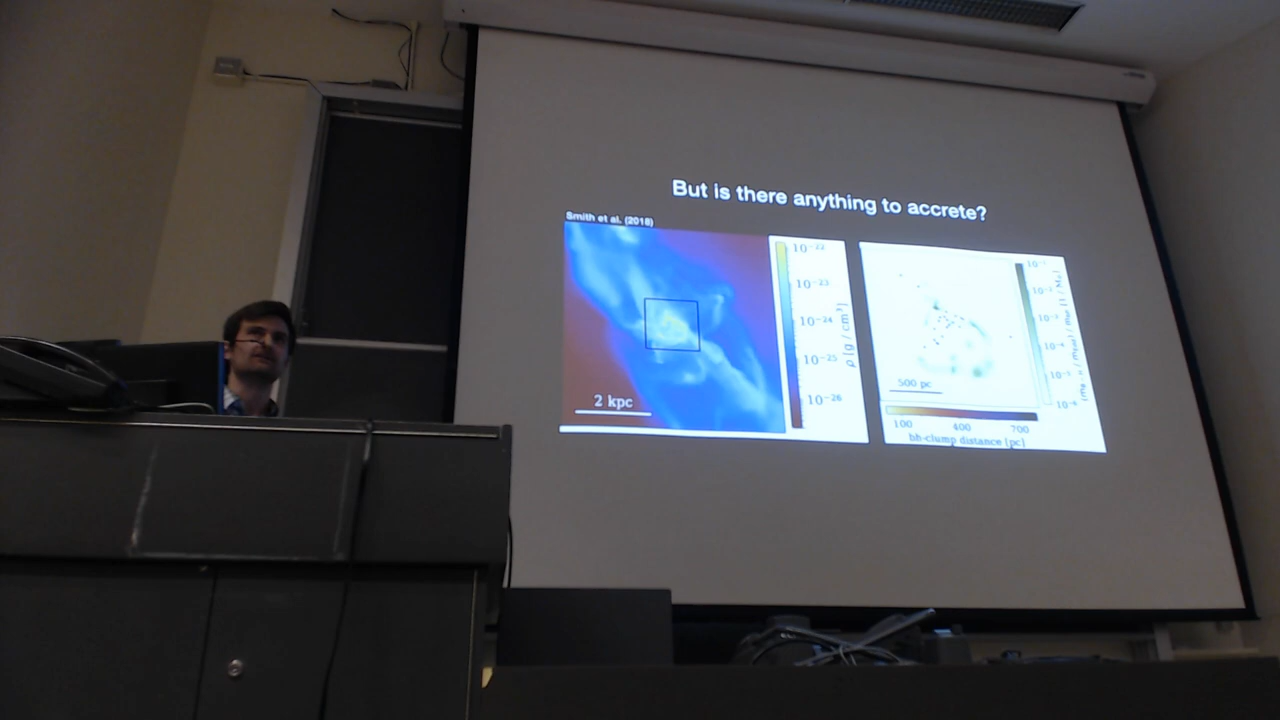 But is there anything to accrete?
Smith et al. (2018)
10⁻²²
10⁻²³
10⁻²⁴
10⁻²⁵
10⁻²⁶
ρ [g / cm³]
2 kpc
500 pc
100 400 700
bh-clump distance [pc]